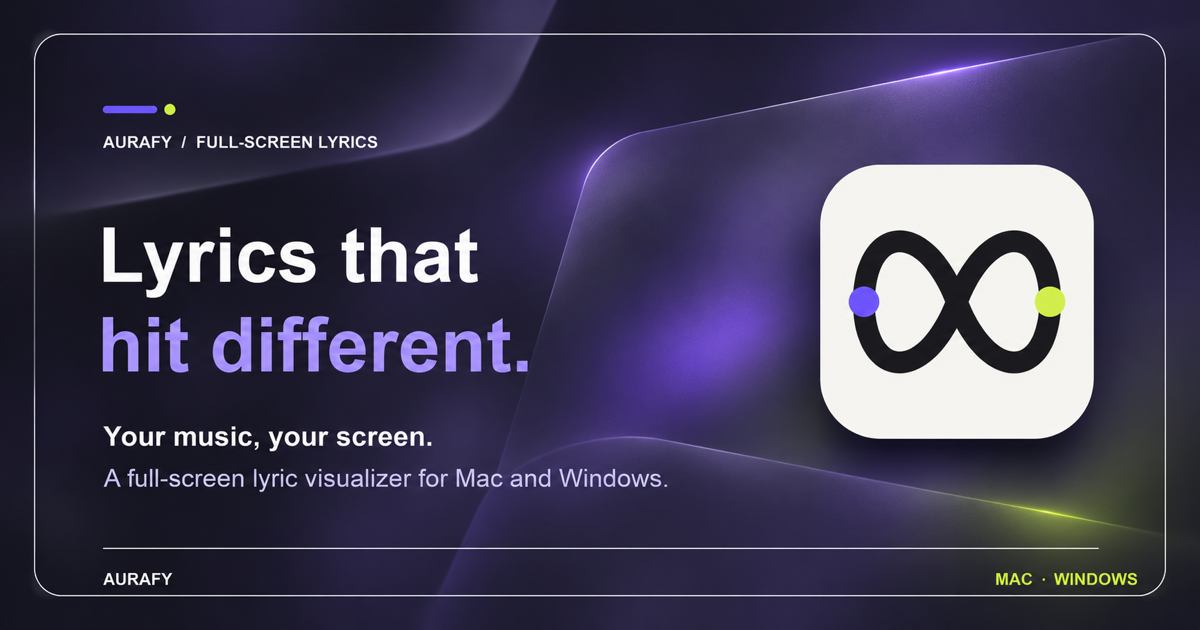 AURAFY / FULL-SCREEN LYRICS
Lyrics that
hit different.
Your music, your screen.
A full-screen lyric visualizer for Mac and Windows.
AURAFY
MAC · WINDOWS